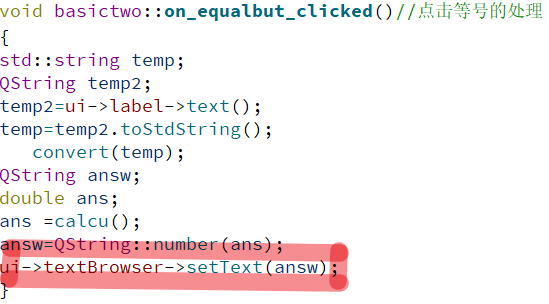 void basictwo::on_equalbut_clicked()//点击等号的处理
{
std::string temp;
QString temp2;
temp2=ui->label->text();
temp=temp2.toStdString();
convert(temp);
QString answ;
double ans;
ans =calcu();
answ=QString::number(ans);
ui->textBrowser->setText(answ);
}